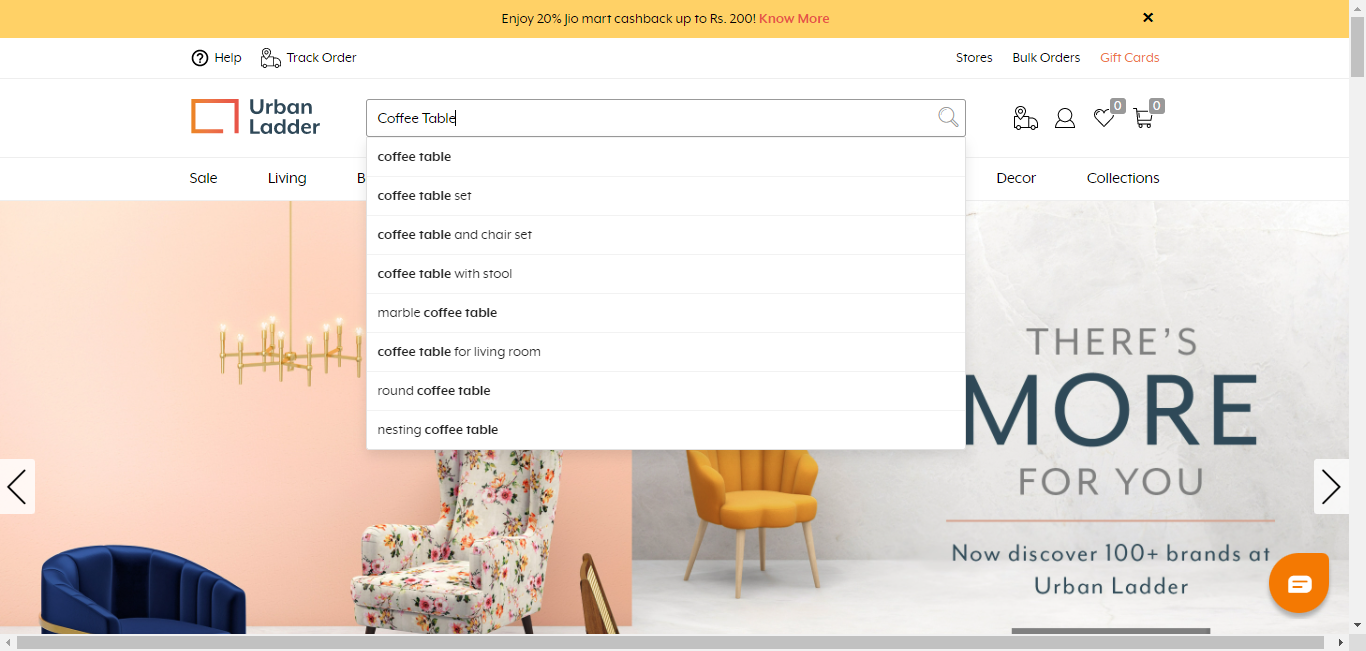 Enjoy 20% Jio mart cashback up to Rs. 200! Know More
Help
Track Order
Stores
Bulk Orders
Gift Cards
Urban
Ladder
Coffee Table
0
0
coffee table
coffee table set
coffee table and chair set
coffee table with stool
marble coffee table
coffee table for living room
round coffee table
nesting coffee table
Sale
Living
B
Decor
Collections
THERE'S
MORE
FOR YOU
Now discover 100+ brands at
Urban Ladder